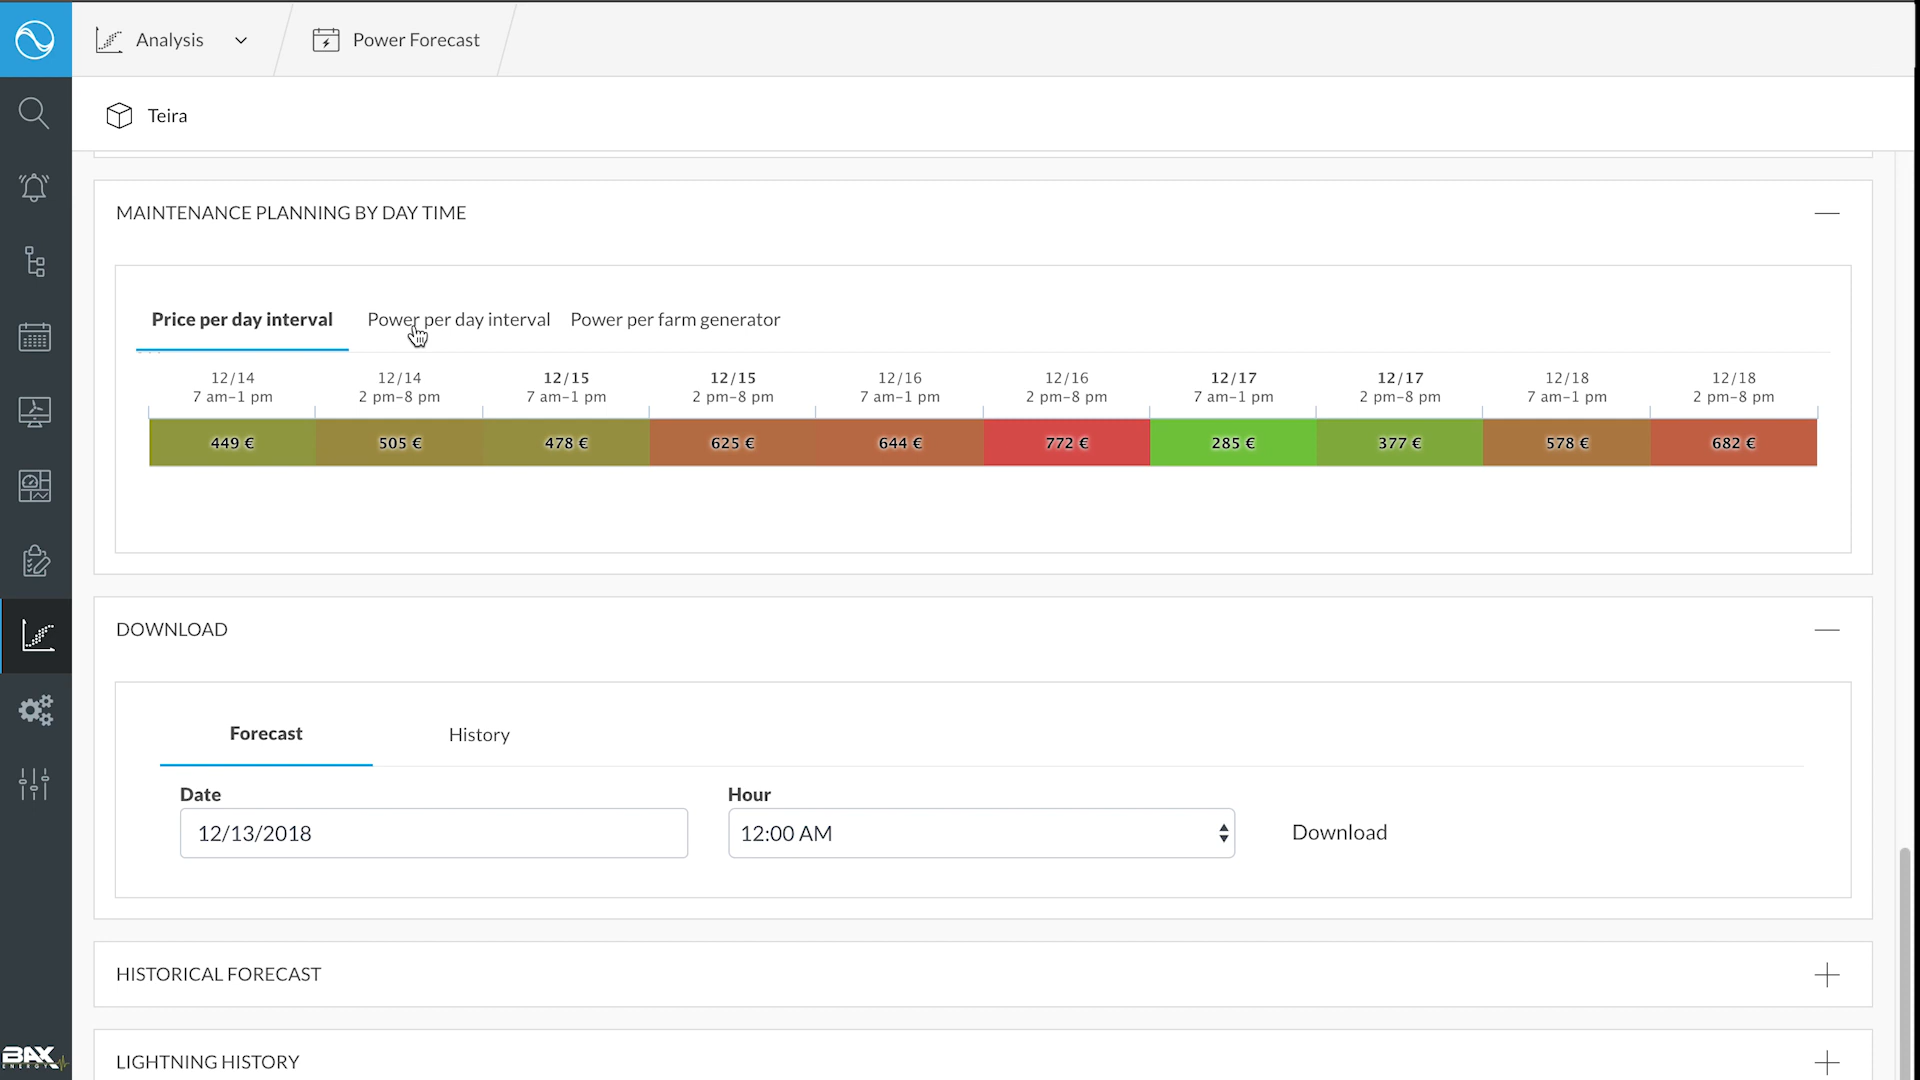 Analysis
Power Forecast
Teira
MAINTENANCE PLANNING BY DAY TIME
Price per day interval
Power per day interval
Power per farm generator
12/14 12/14 12/15 12/15 12/16 12/16 12/17 12/17 12/18 12/18
7 am–1 pm 2 pm–8 pm 7 am–1 pm 2 pm–8 pm 7 am–1 pm 2 pm–8 pm 7 am–1 pm 2 pm–8 pm 7 am–1 pm 2 pm–8 pm
449 € 505 € 478 € 625 € 644 € 772 € 285 € 377 € 578 € 682 €
DOWNLOAD
Forecast
History
Date
Hour
12/13/2018
12:00 AM
Download
HISTORICAL FORECAST
LIGHTNING HISTORY
BAX
ENERGY